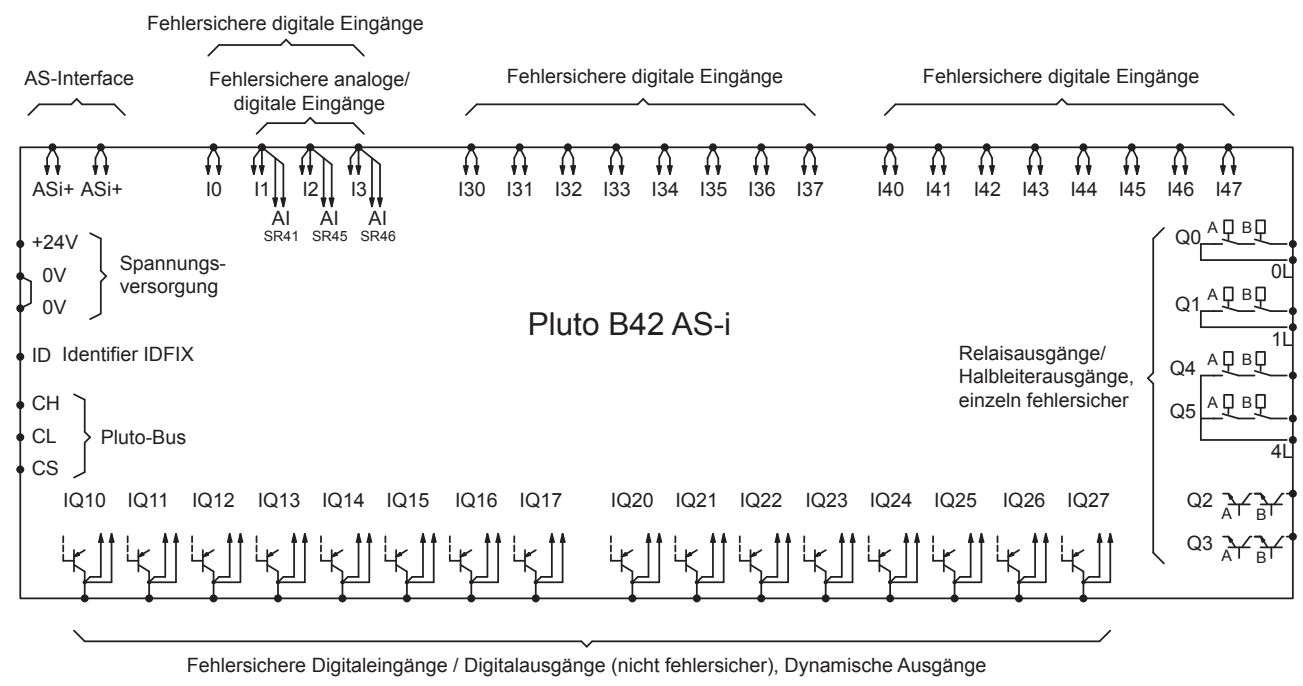 Fehlersichere digitale Eingänge
AS-Interface
Fehlersichere analoge/
digitale Eingänge
Fehlersichere digitale Eingänge
Fehlersichere digitale Eingänge
ASi+ ASi+ I0 I1 I2 I3 I30 I31 I32 I33 I34 I35 I36 I37 I40 I41 I42 I43 I44 I45 I46 I47
AI AI AI
SR41 SR45 SR46
+24V
0V
0V
Spannungs-
versorgung
ID Identifier IDFIX
CH
CL
CS
Pluto-Bus
Pluto B42 AS-i
Relaisausgänge/
Halbleiterausgänge,
einzeln fehlersicher
Q0 A B
0L
Q1 A B
1L
Q4 A B
Q5 A B
4L
Q2 A B
Q3 A B
IQ10 IQ11 IQ12 IQ13 IQ14 IQ15 IQ16 IQ17 IQ20 IQ21 IQ22 IQ23 IQ24 IQ25 IQ26 IQ27
Fehlersichere Digitaleingänge / Digitalausgänge (nicht fehlersicher), Dynamische Ausgänge